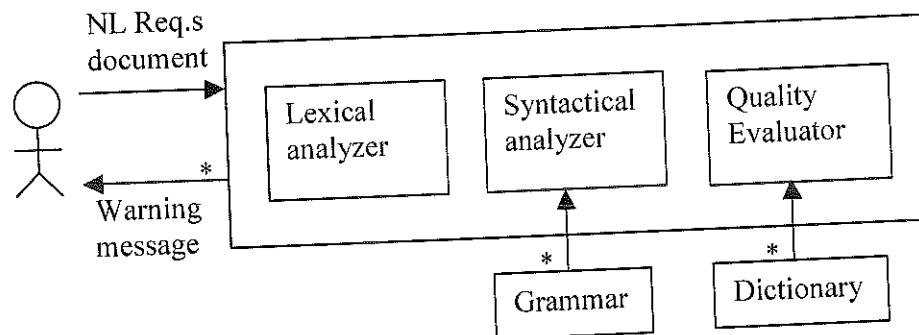 NL Req.s
document
Lexical
analyzer
Syntactical
analyzer
Quality
Evaluator
*
Warning
message
*
*
Grammar
Dictionary